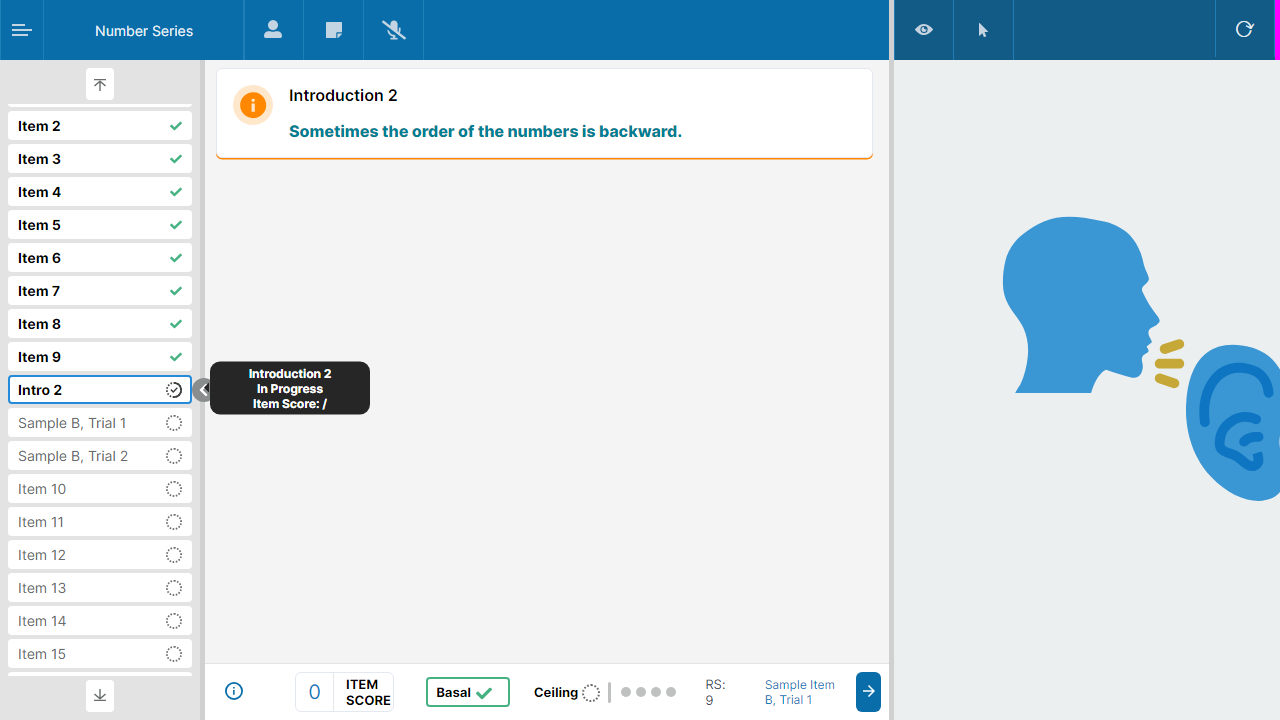 Number Series
Item 2
Item 3
Item 4
Item 5
Item 6
Item 7
Item 8
Item 9
Intro 2
Sample B, Trial 1
Sample B, Trial 2
Item 10
Item 11
Item 12
Item 13
Item 14
Item 15
Introduction 2
Sometimes the order of the numbers is backward.
Introduction 2
In Progress
Item Score: /
0
ITEM
SCORE
Basal
Ceiling
RS:
9
Sample Item
B, Trial 1